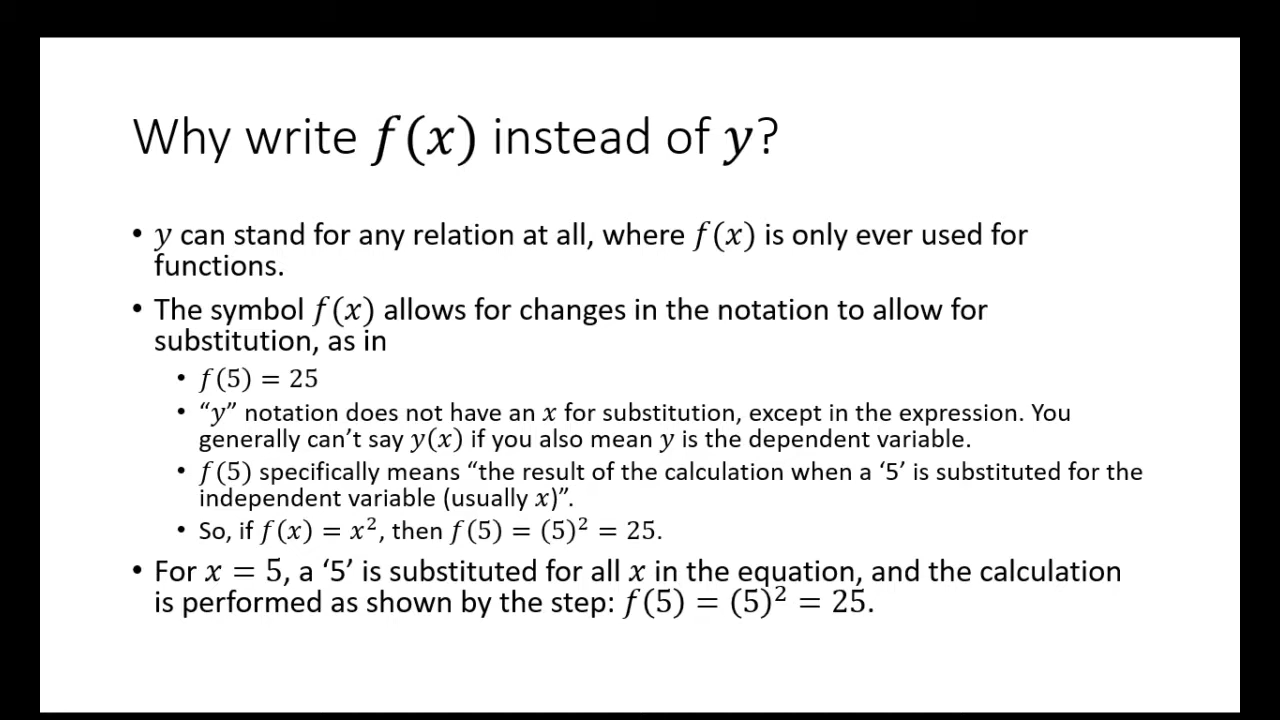 Why write f(x) instead of y?
• y can stand for any relation at all, where f(x) is only ever used for
functions.
• The symbol f(x) allows for changes in the notation to allow for
substitution, as in
• f(5) = 25
• “y” notation does not have an x for substitution, except in the expression. You
generally can’t say y(x) if you also mean y is the dependent variable.
• f(5) specifically means “the result of the calculation when a ‘5’ is substituted for the
independent variable (usually x)”.
• So, if f(x) = x², then f(5) = (5)² = 25.
• For x = 5, a ‘5’ is substituted for all x in the equation, and the calculation
is performed as shown by the step: f(5) = (5)² = 25.